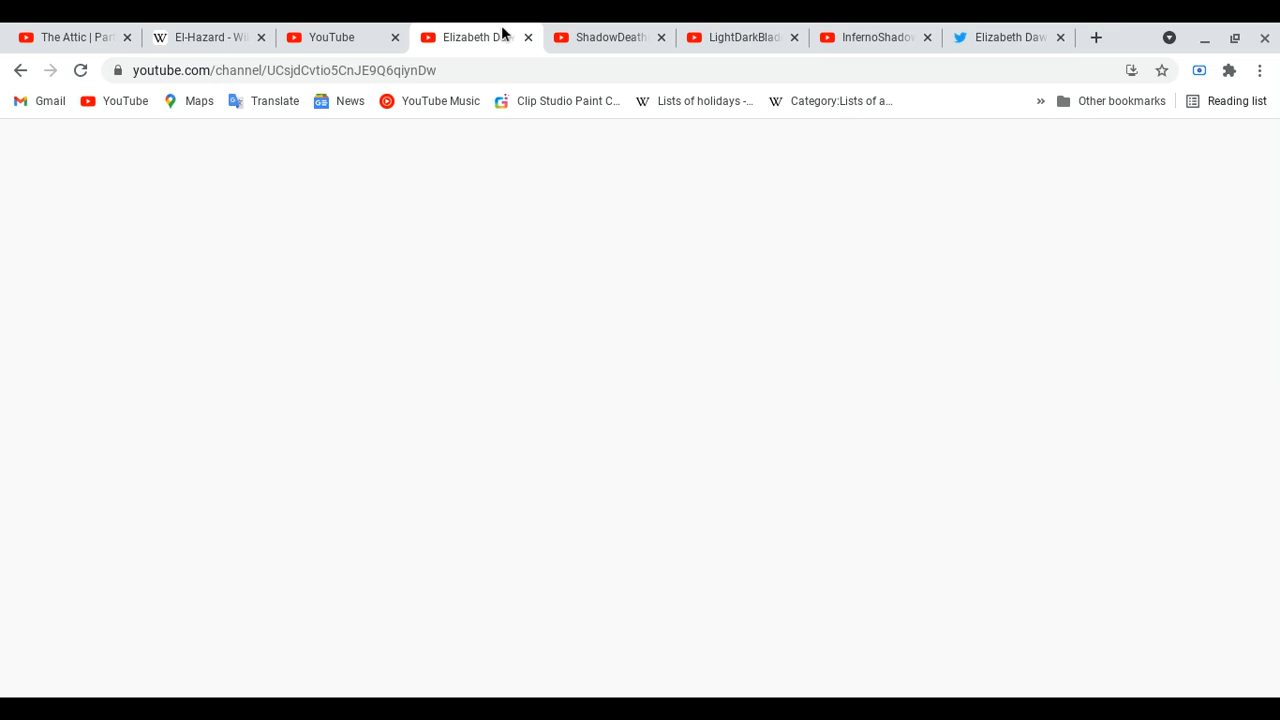 The Attic | Par El-Hazard - Wi YouTube Elizabeth D ShadowDeath LightDarkBlad InfernoShadow Elizabeth Daw
youtube.com/channel/UCsjdCvtio5CnJE9Q6qiynDw
Gmail YouTube Maps Translate News YouTube Music Clip Studio Paint C... Lists of holidays -... Category:Lists of a... » Other bookmarks Reading list